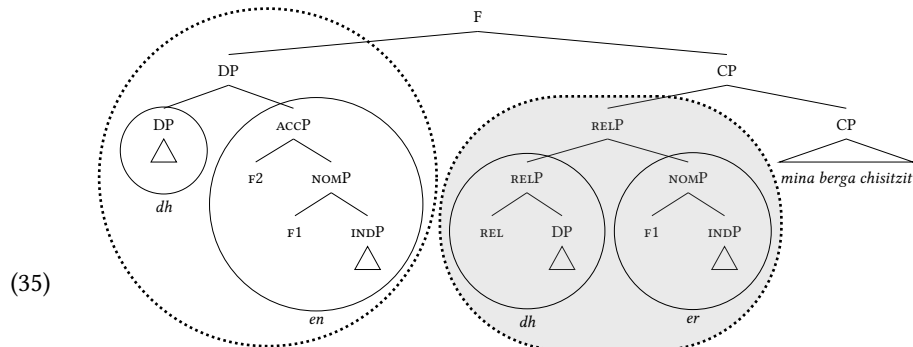 F
DP CP
DP ACCP RELP CP
F2 NOMP RELP NOMP mina berga chisitzit
dh
F1 INDP REL DP F1 INDP
(35)
en dh er